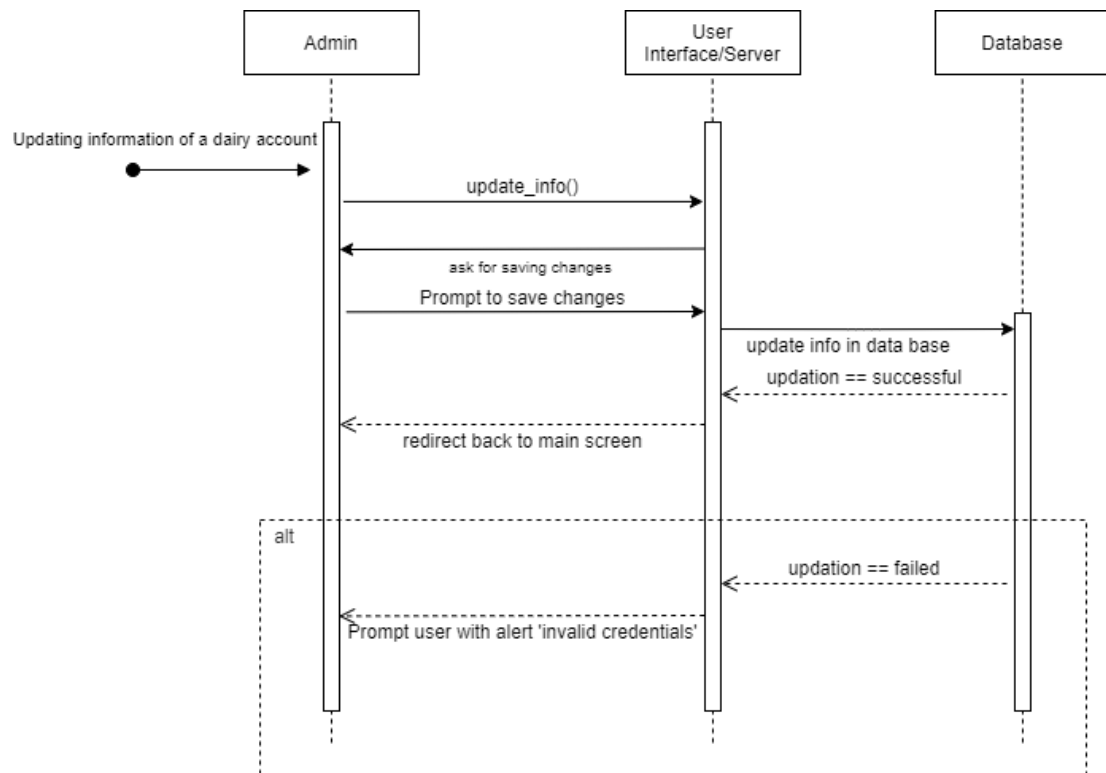 Admin
User
Interface/Server
Database
Updating information of a dairy account
update_info()
ask for saving changes
Prompt to save changes
update info in data base
updation == successful
redirect back to main screen
alt
updation == failed
Prompt user with alert 'invalid credentials'